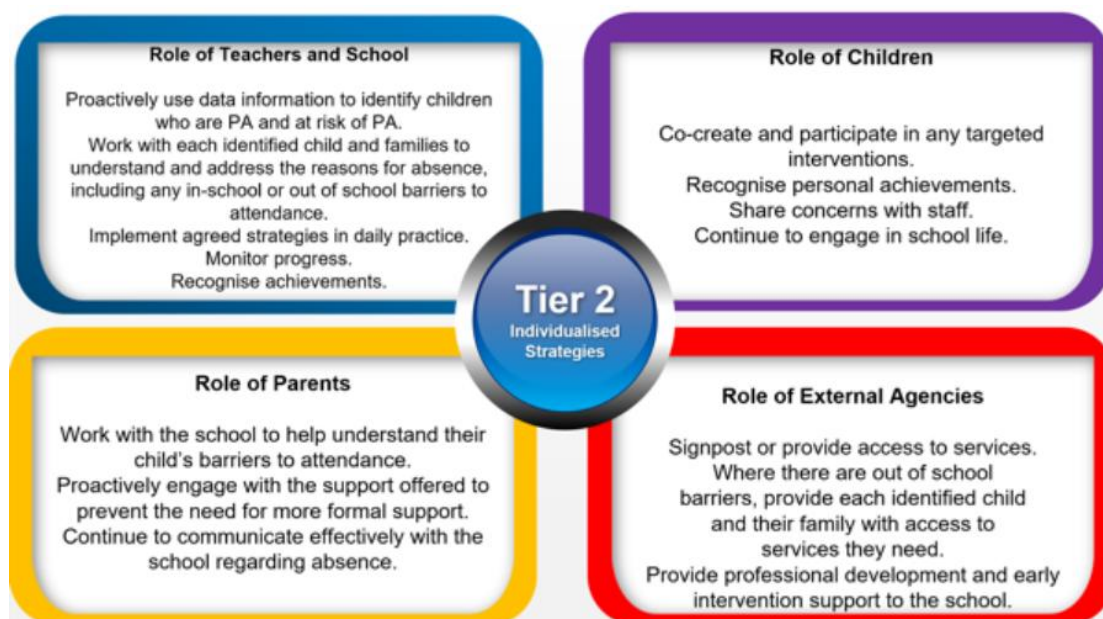 Role of Teachers and School
Proactively use data information to identify children
who are PA and at risk of PA.
Work with each identified child and families to
understand and address the reasons for absence,
including any in-school or out of school barriers to
attendance.
Implement agreed strategies in daily practice.
Monitor progress.
Recognise achievements.
Role of Children
Co-create and participate in any targeted
interventions.
Recognise personal achievements.
Share concerns with staff.
Continue to engage in school life.
Tier 2
Individualised
Strategies
Role of Parents
Work with the school to help understand their
child's barriers to attendance.
Proactively engage with the support offered to
prevent the need for more formal support.
Continue to communicate effectively with the
school regarding absence.
Role of External Agencies
Signpost or provide access to services.
Where there are out of school
barriers, provide each identified child
and their family with access to
services they need.
Provide professional development and early
intervention support to the school.